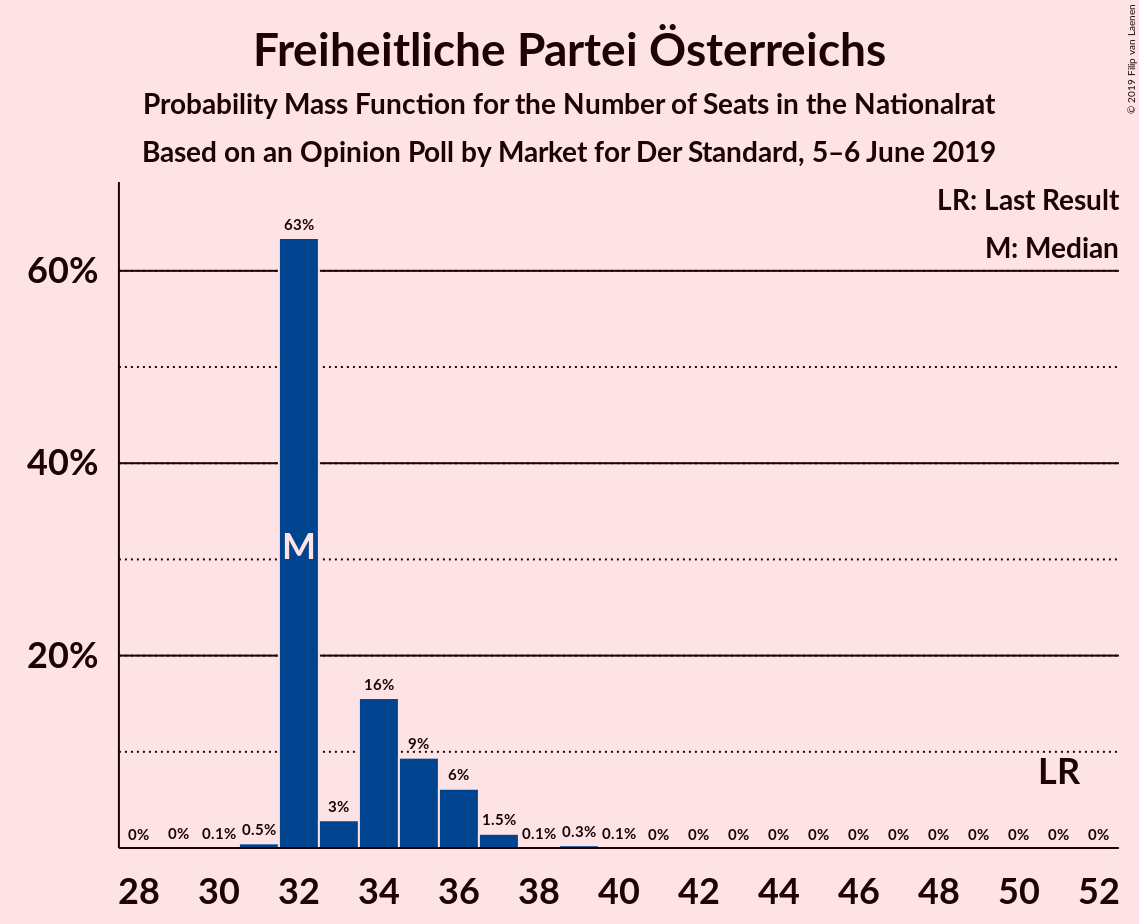 Freiheitliche Partei Österreichs
Probability Mass Function for the Number of Seats in the Nationalrat
Based on an Opinion Poll by Market for Der Standard, 5–6 June 2019
© 2019 Filip van Laenen
LR: Last Result
M: Median
63%
60%
40%
M
20%
16%
9%
LR
6%
3%
1.5%
0% 0% 0.1% 0.5% 0.1% 0.3% 0.1% 0% 0% 0% 0% 0% 0% 0% 0% 0% 0% 0% 0%
28 30 32 34 36 38 40 42 44 46 48 50 52